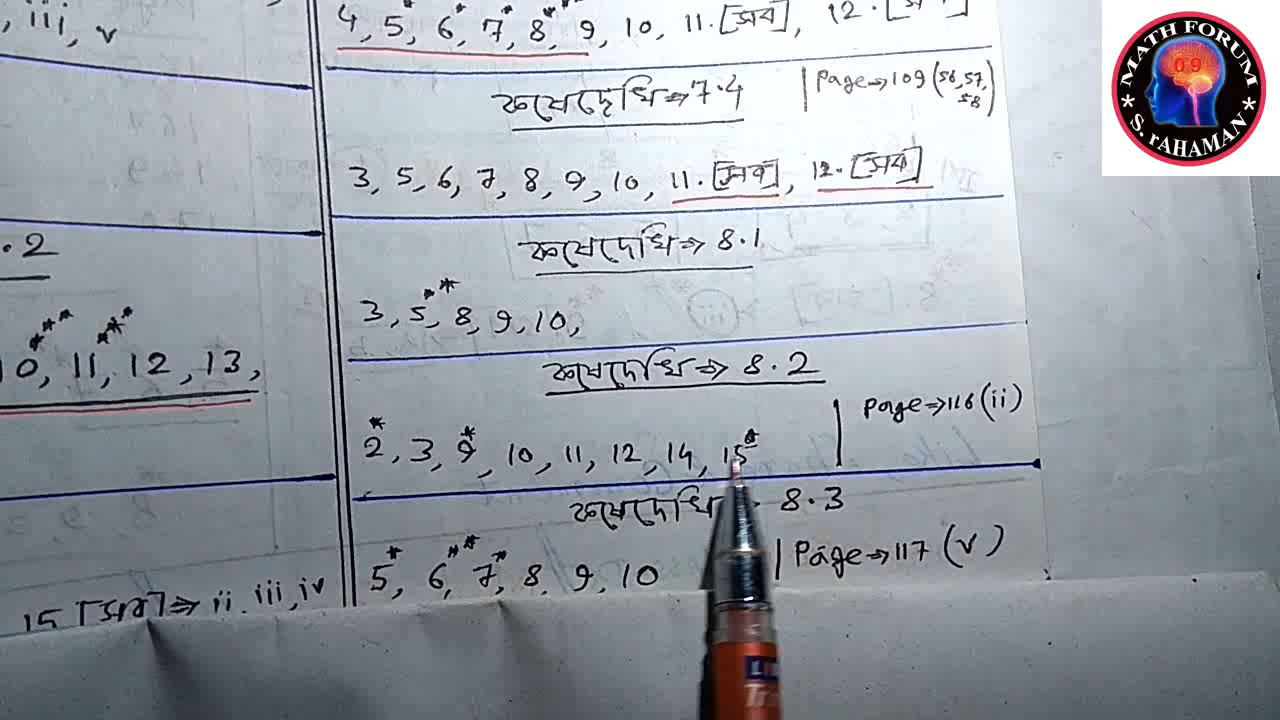 , iii, v
.2
10, 11, 12, 13,
15 [সব] ⇒ ii, iii, iv
4, 5*, 6*, 7*, 8*, 9*, 10, 11. [সব], 12. [সব]
কষেদেখি ⇒ 7.4 | Page ⇒ 109 (56, 57, 58)
3, 5, 6, 7, 8, 9, 10, 11. [সব], 12. [সব]
কষেদেখি ⇒ 8.1
3, 5**, 8, 9, 10,
কষেদেখি ⇒ 8.2
2*, 3, 9*, 10, 11, 12, 14, 15* | Page ⇒ 116 (ii)
কষেদেখি ⇒ 8.3
5*, 6**, 7*, 8, 9, 10 | Page ⇒ 117 (v)
MATH FORUM
09
* S. rAHAMAN *